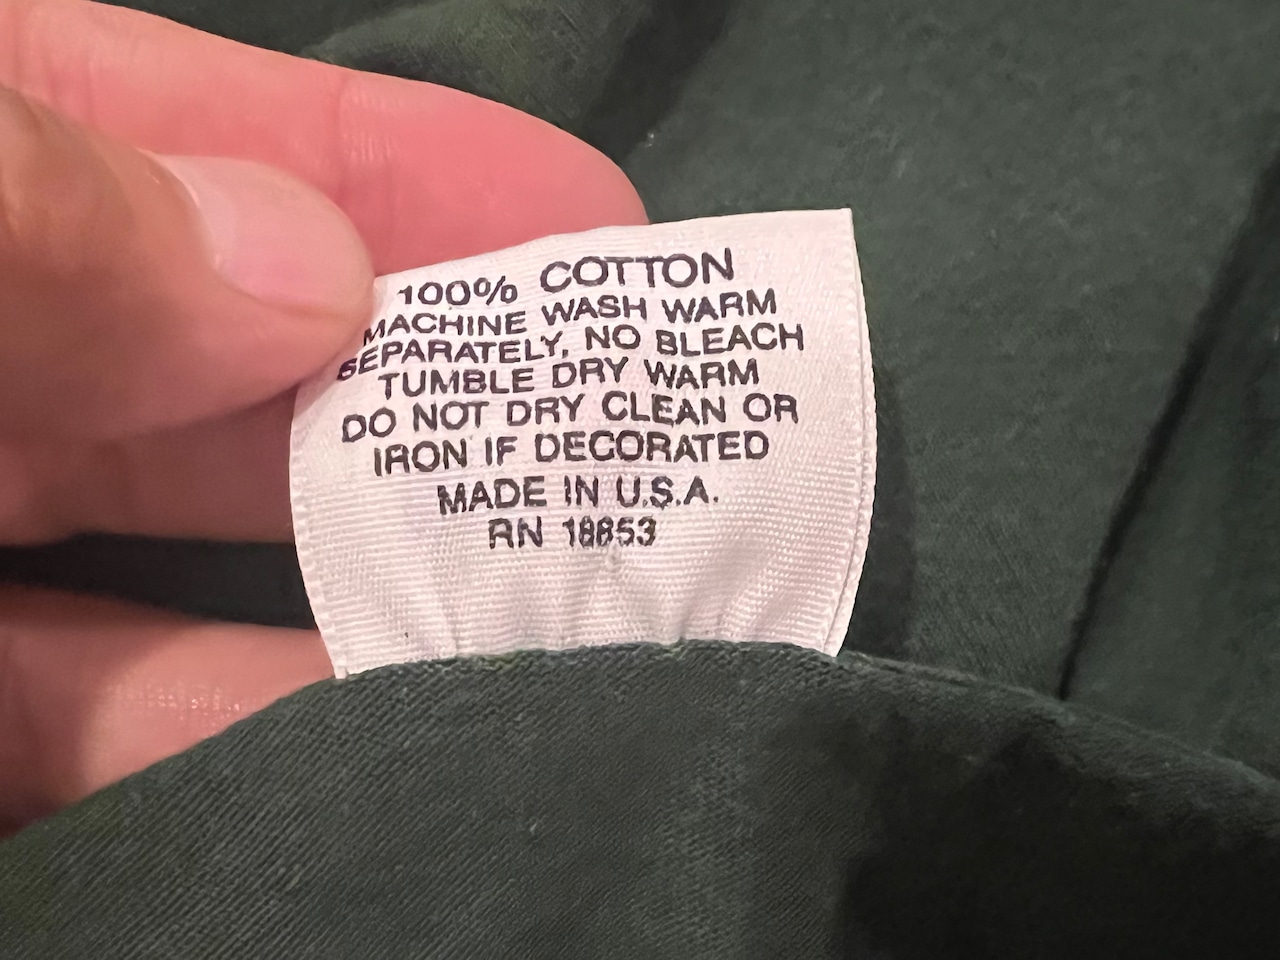 100% COTTON
MACHINE WASH WARM
SEPARATELY, NO BLEACH
TUMBLE DRY WARM
DO NOT DRY CLEAN OR
IRON IF DECORATED
MADE IN U.S.A.
RN 18853